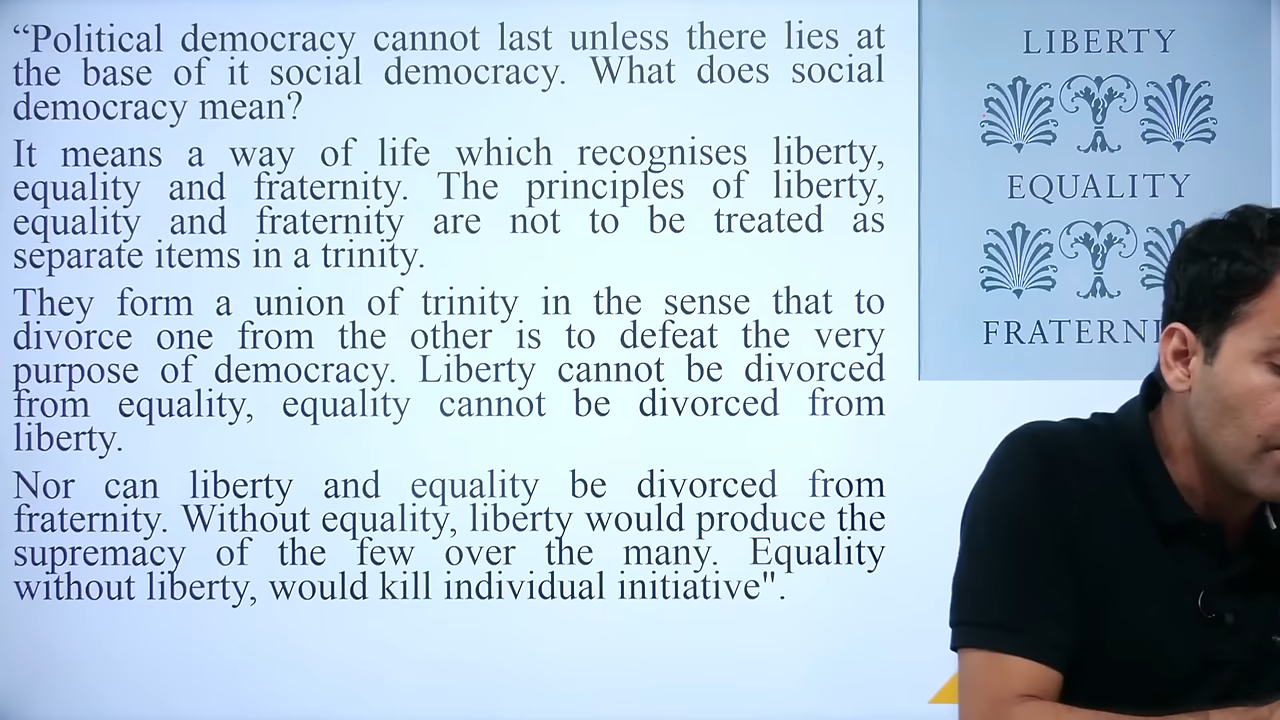 “Political democracy cannot last unless there lies at
the base of it social democracy. What does social
democracy mean?
It means a way of life which recognises liberty,
equality and fraternity. The principles of liberty,
equality and fraternity are not to be treated as
separate items in a trinity.
They form a union of trinity in the sense that to
divorce one from the other is to defeat the very
purpose of democracy. Liberty cannot be divorced
from equality, equality cannot be divorced from
liberty.
Nor can liberty and equality be divorced from
fraternity. Without equality, liberty would produce the
supremacy of the few over the many. Equality
without liberty, would kill individual initiative".
LIBERTY
EQUALITY
FRATERNI